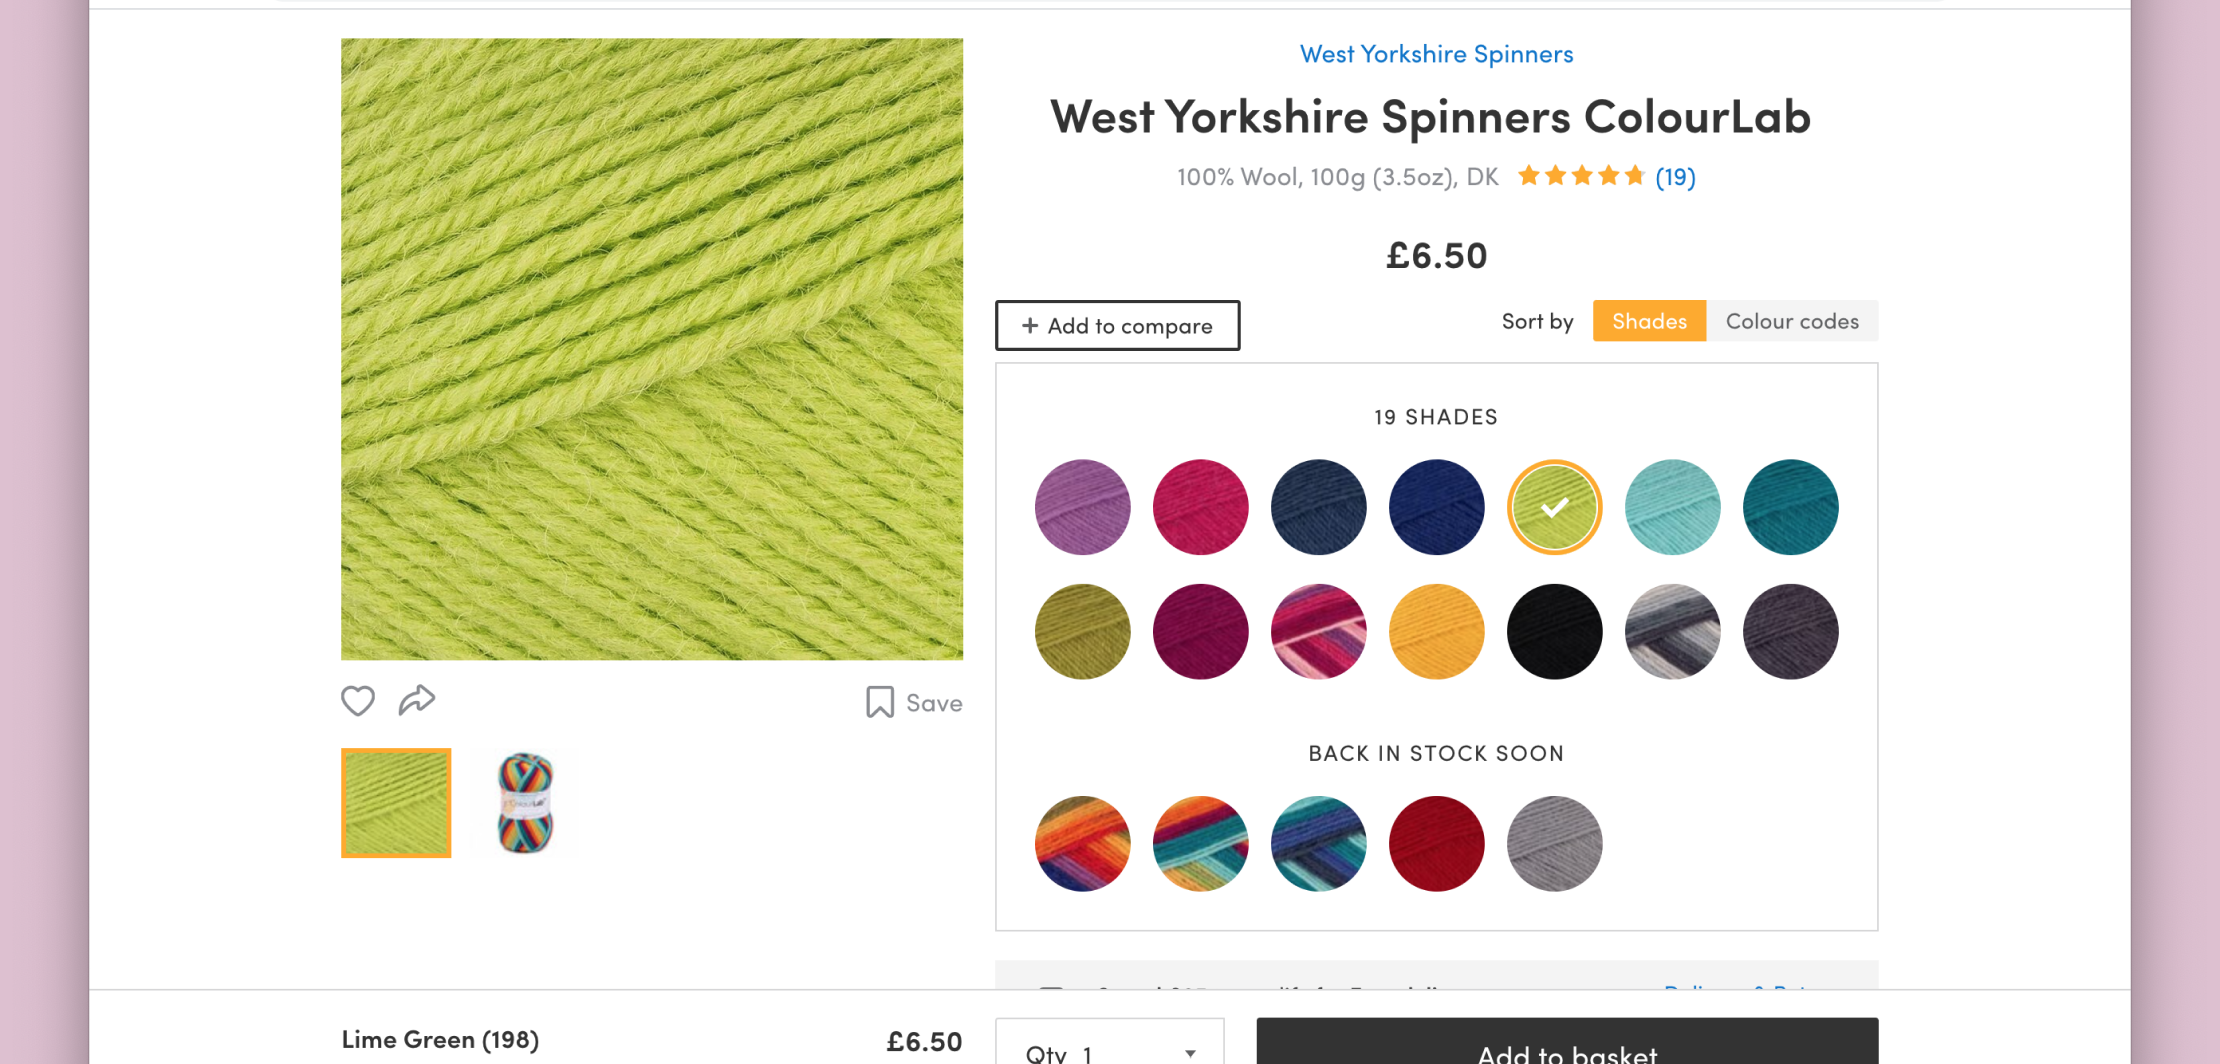 West Yorkshire Spinners
West Yorkshire Spinners ColourLab
100% Wool, 100g (3.5oz), DK (19)
£6.50
+ Add to compare
Sort by Shades Colour codes
19 SHADES
Save
BACK IN STOCK SOON
ColourLab
Lime Green (198) £6.50
Qty 1
Add to basket